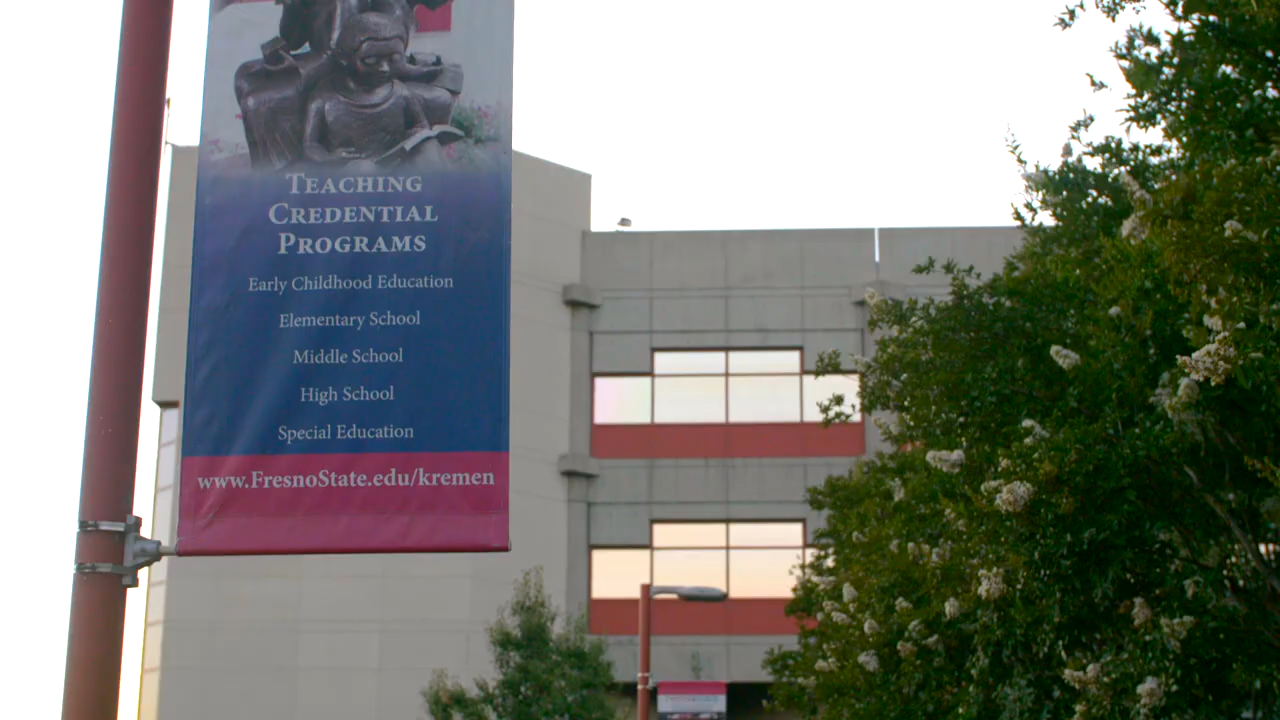 Teaching
Credential
Programs
Early Childhood Education
Elementary School
Middle School
High School
Special Education
www.FresnoState.edu/kremen